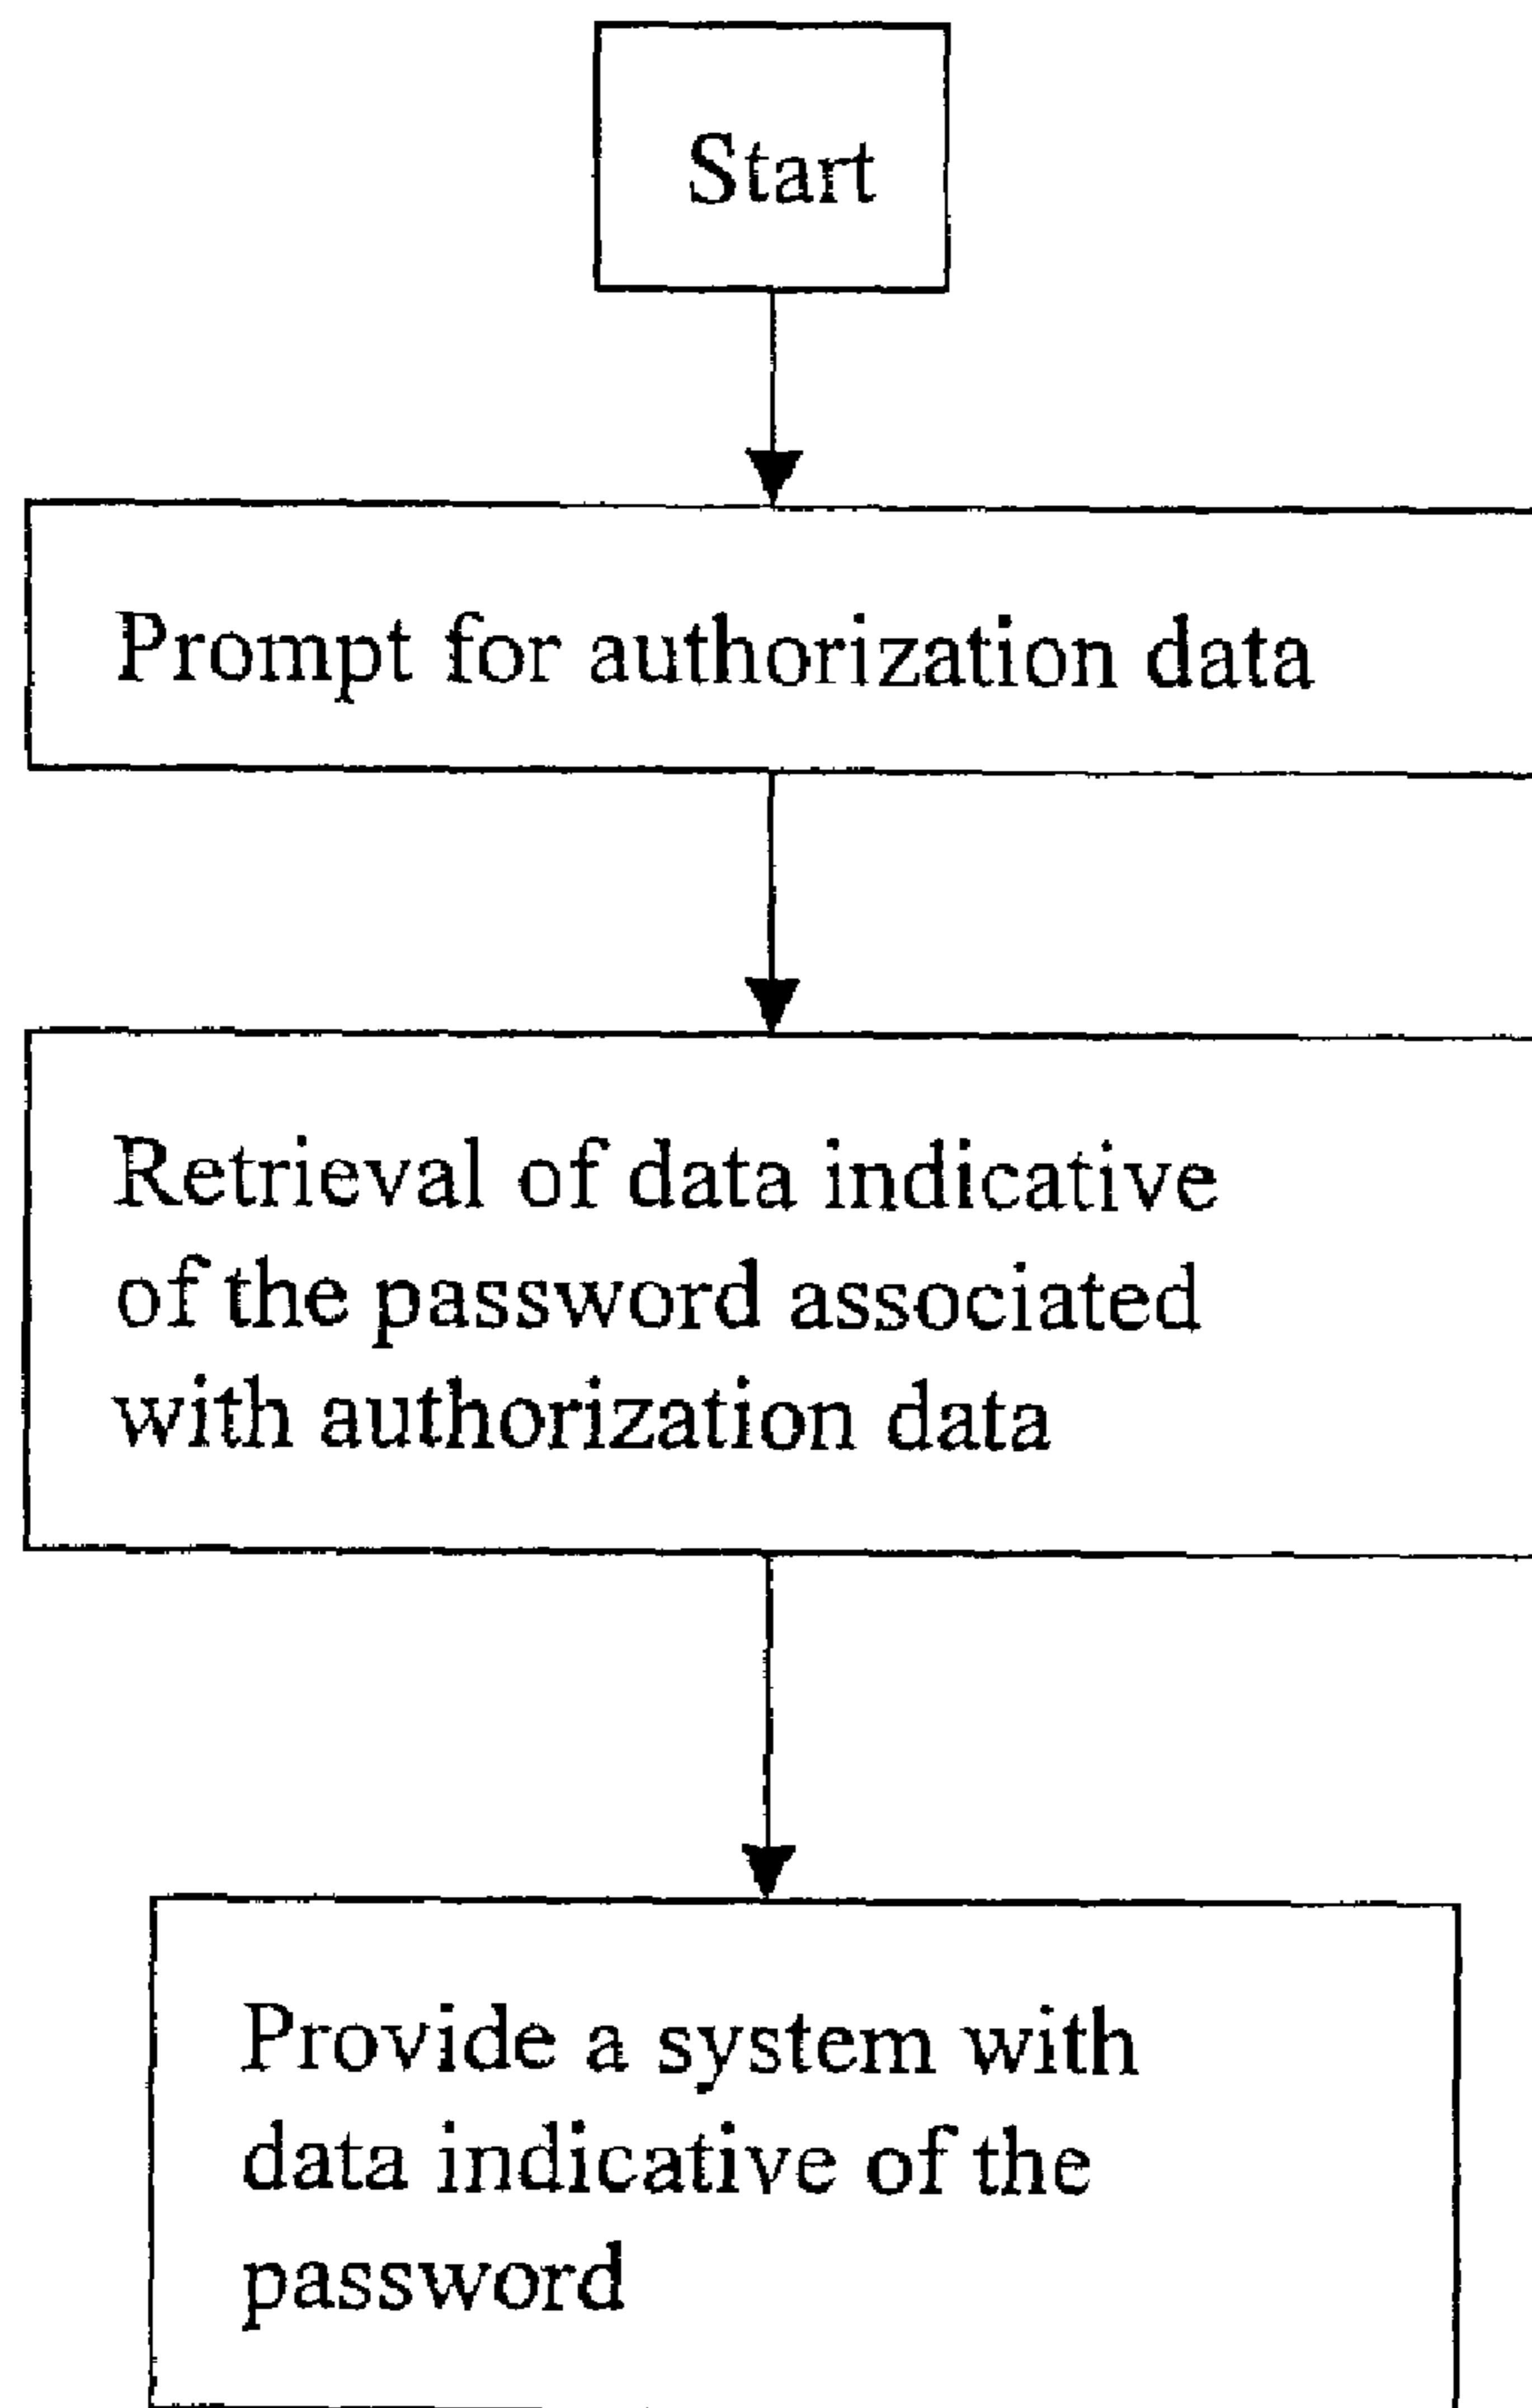 Start
Prompt for authorization data
Retrieval of data indicative
of the password associated
with authorization data
Provide a system with
data indicative of the
password